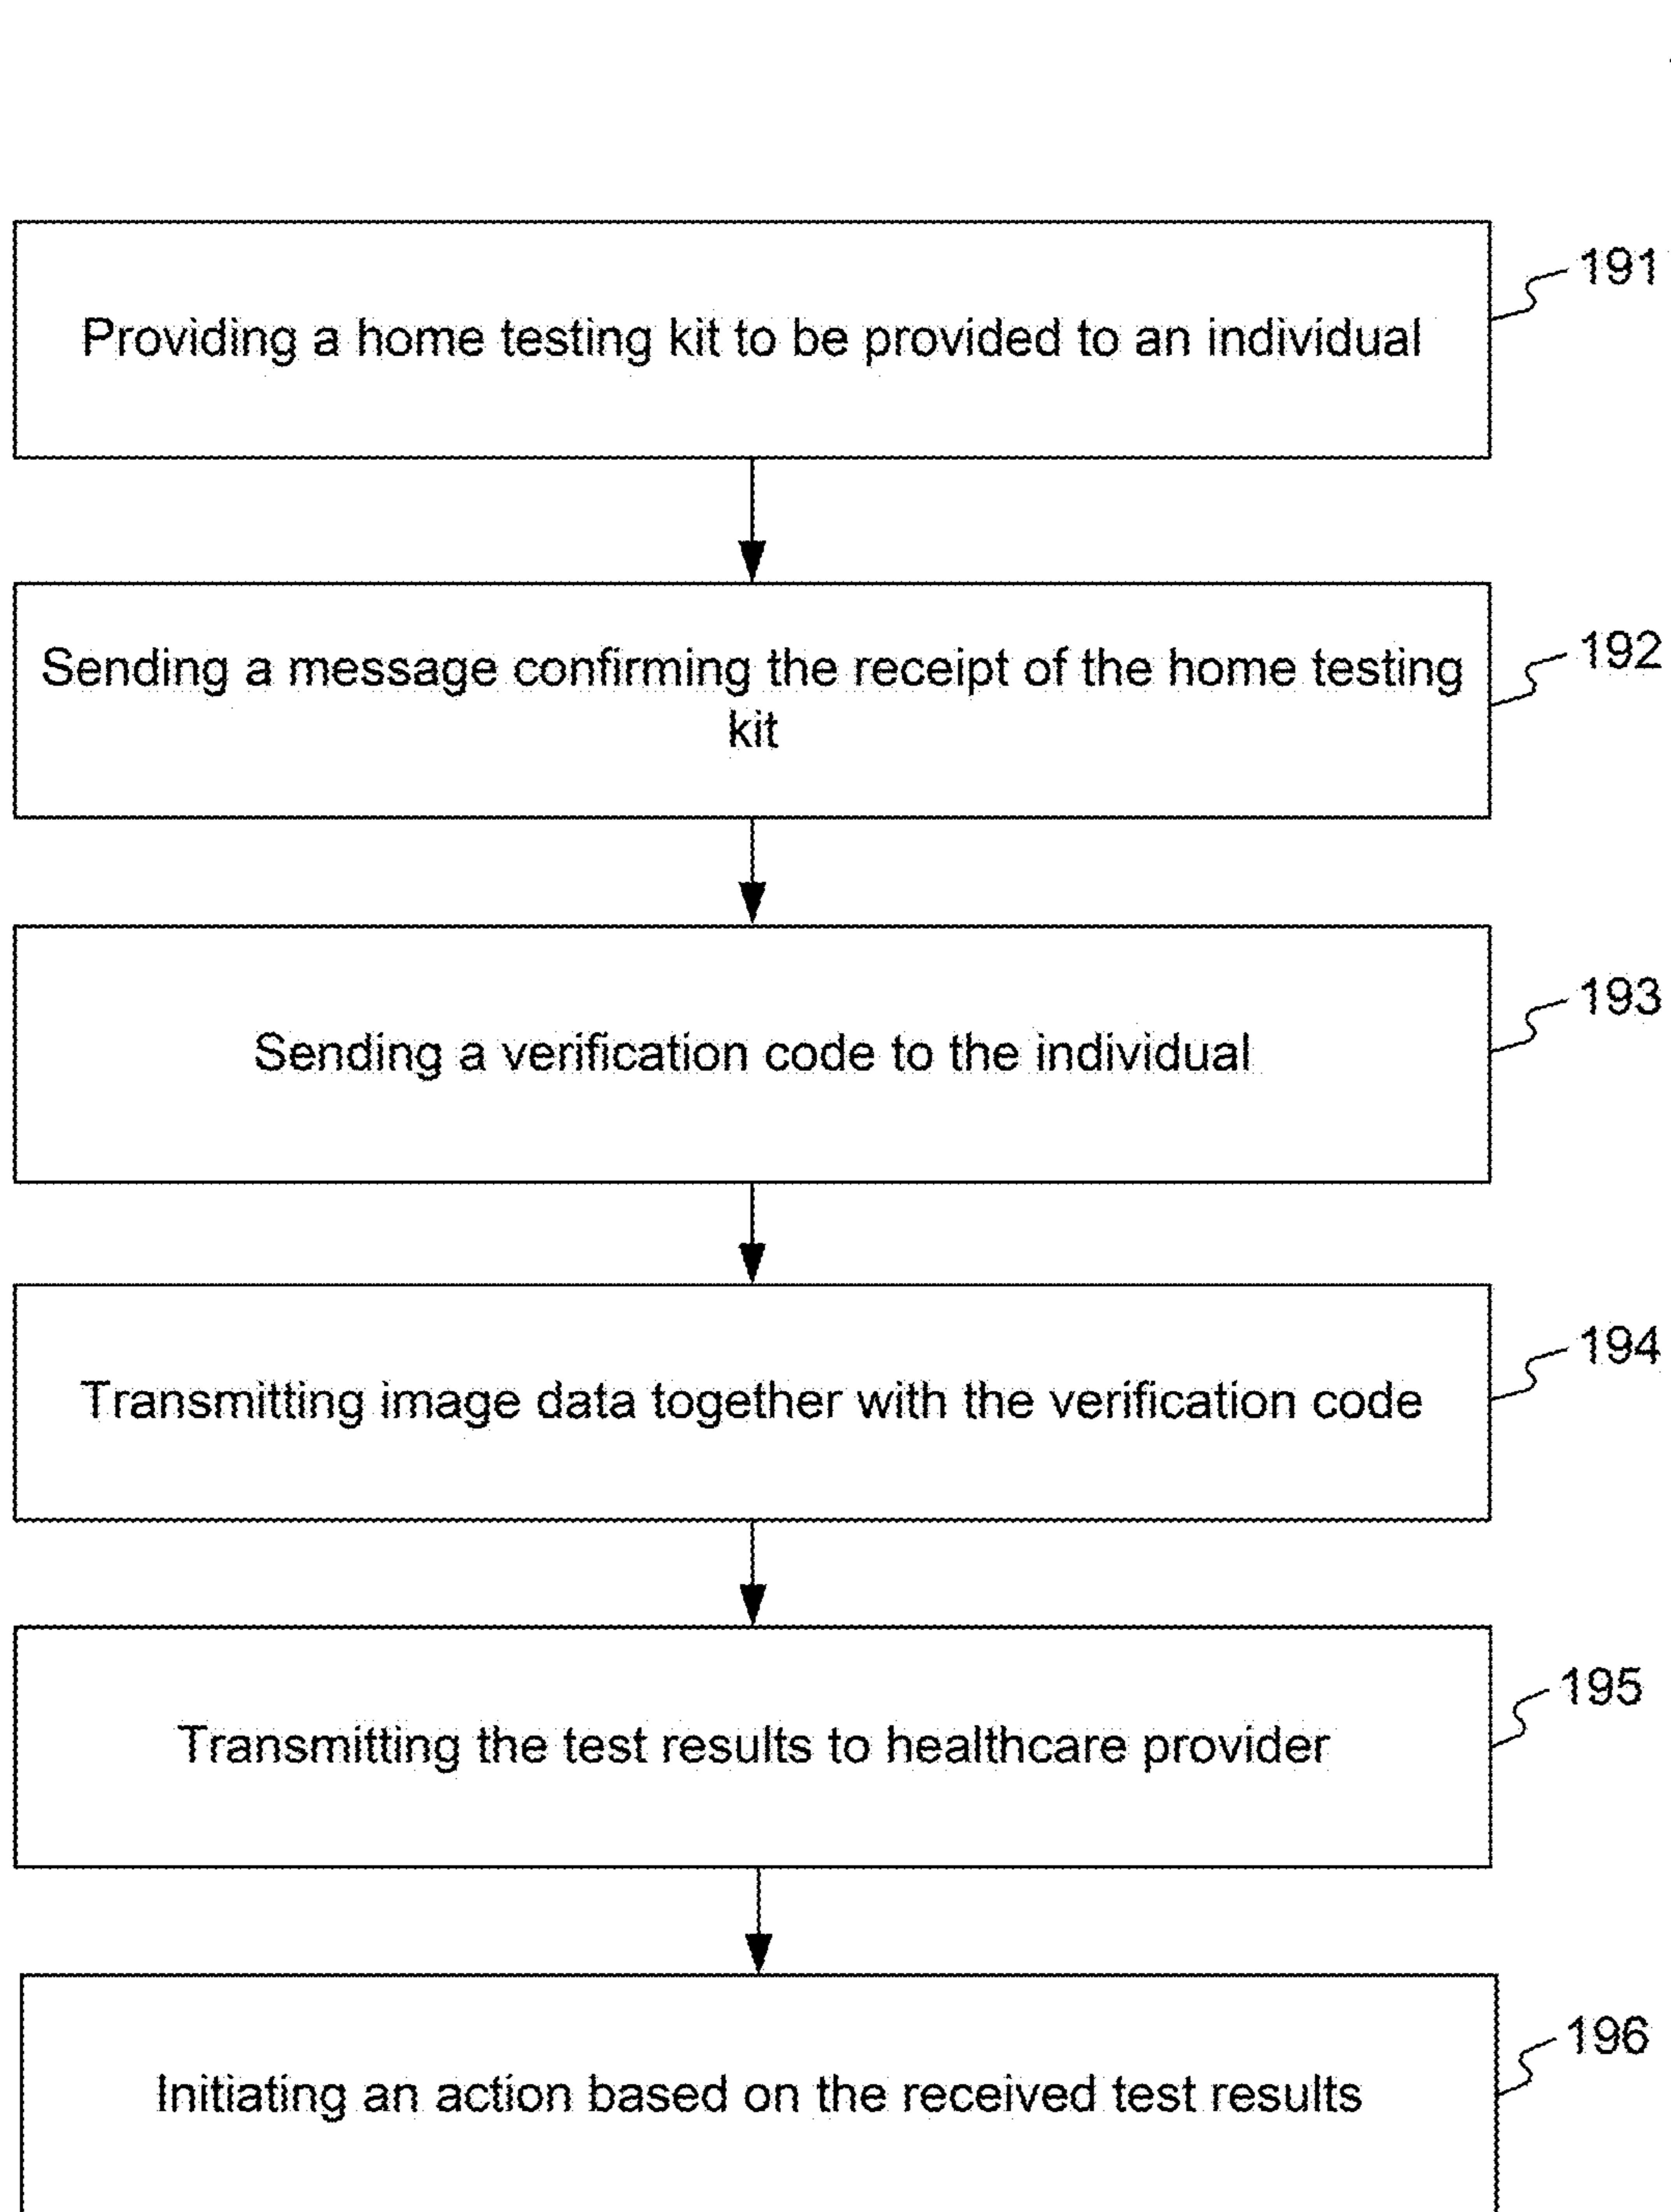 191
Providing a home testing kit to be provided to an individual
192
Sending a message confirming the receipt of the home testing
kit
193
Sending a verification code to the individual
194
Transmitting image data together with the verification code
195
Transmitting the test results to healthcare provider
196
Initiating an action based on the received test results